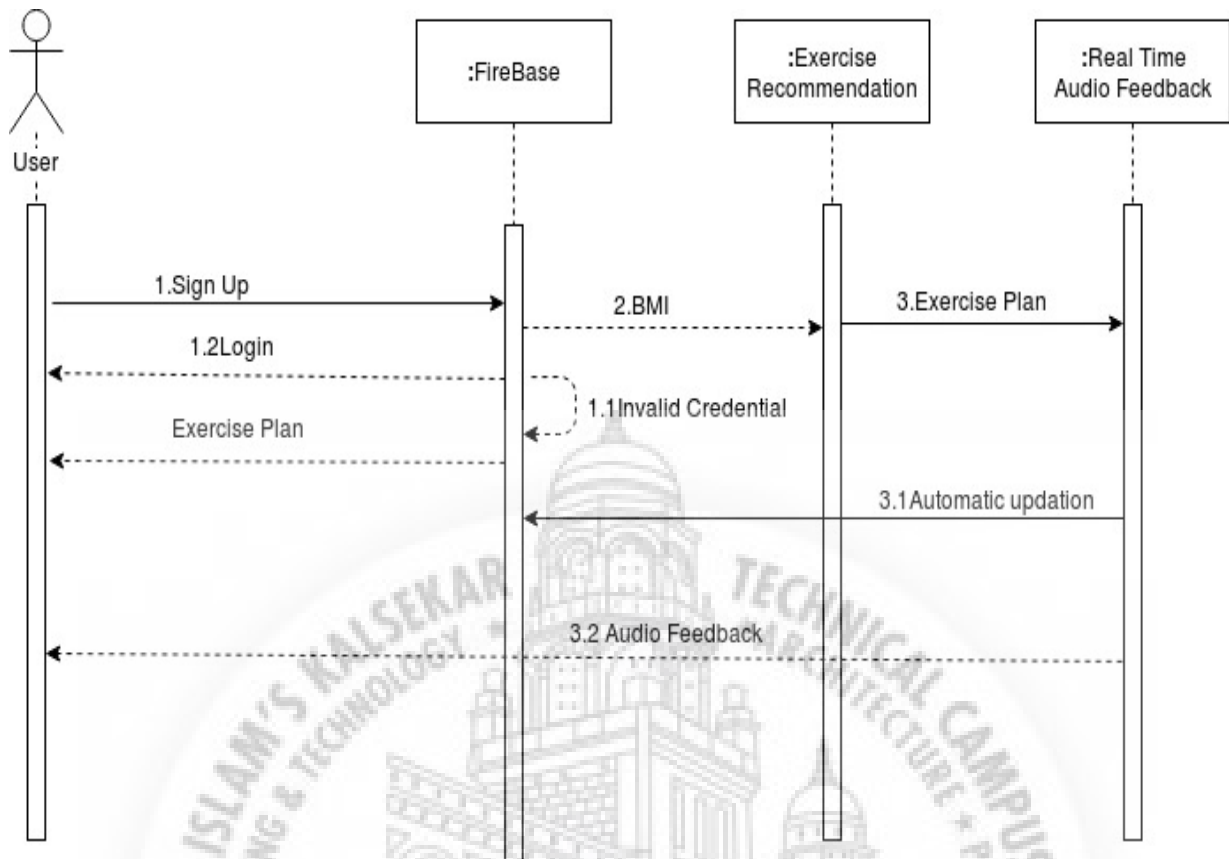 :FireBase
:Exercise
Recommendation
:Real Time
Audio Feedback
User
1.Sign Up
2.BMI
3.Exercise Plan
1.2Login
1.1Invalid Credential
Exercise Plan
3.1Automatic updation
3.2 Audio Feedback
ISLAM'S KALSEKAR TECHNICAL CAMPUS
& TECHNOLOGY * ARCHITECTURE *